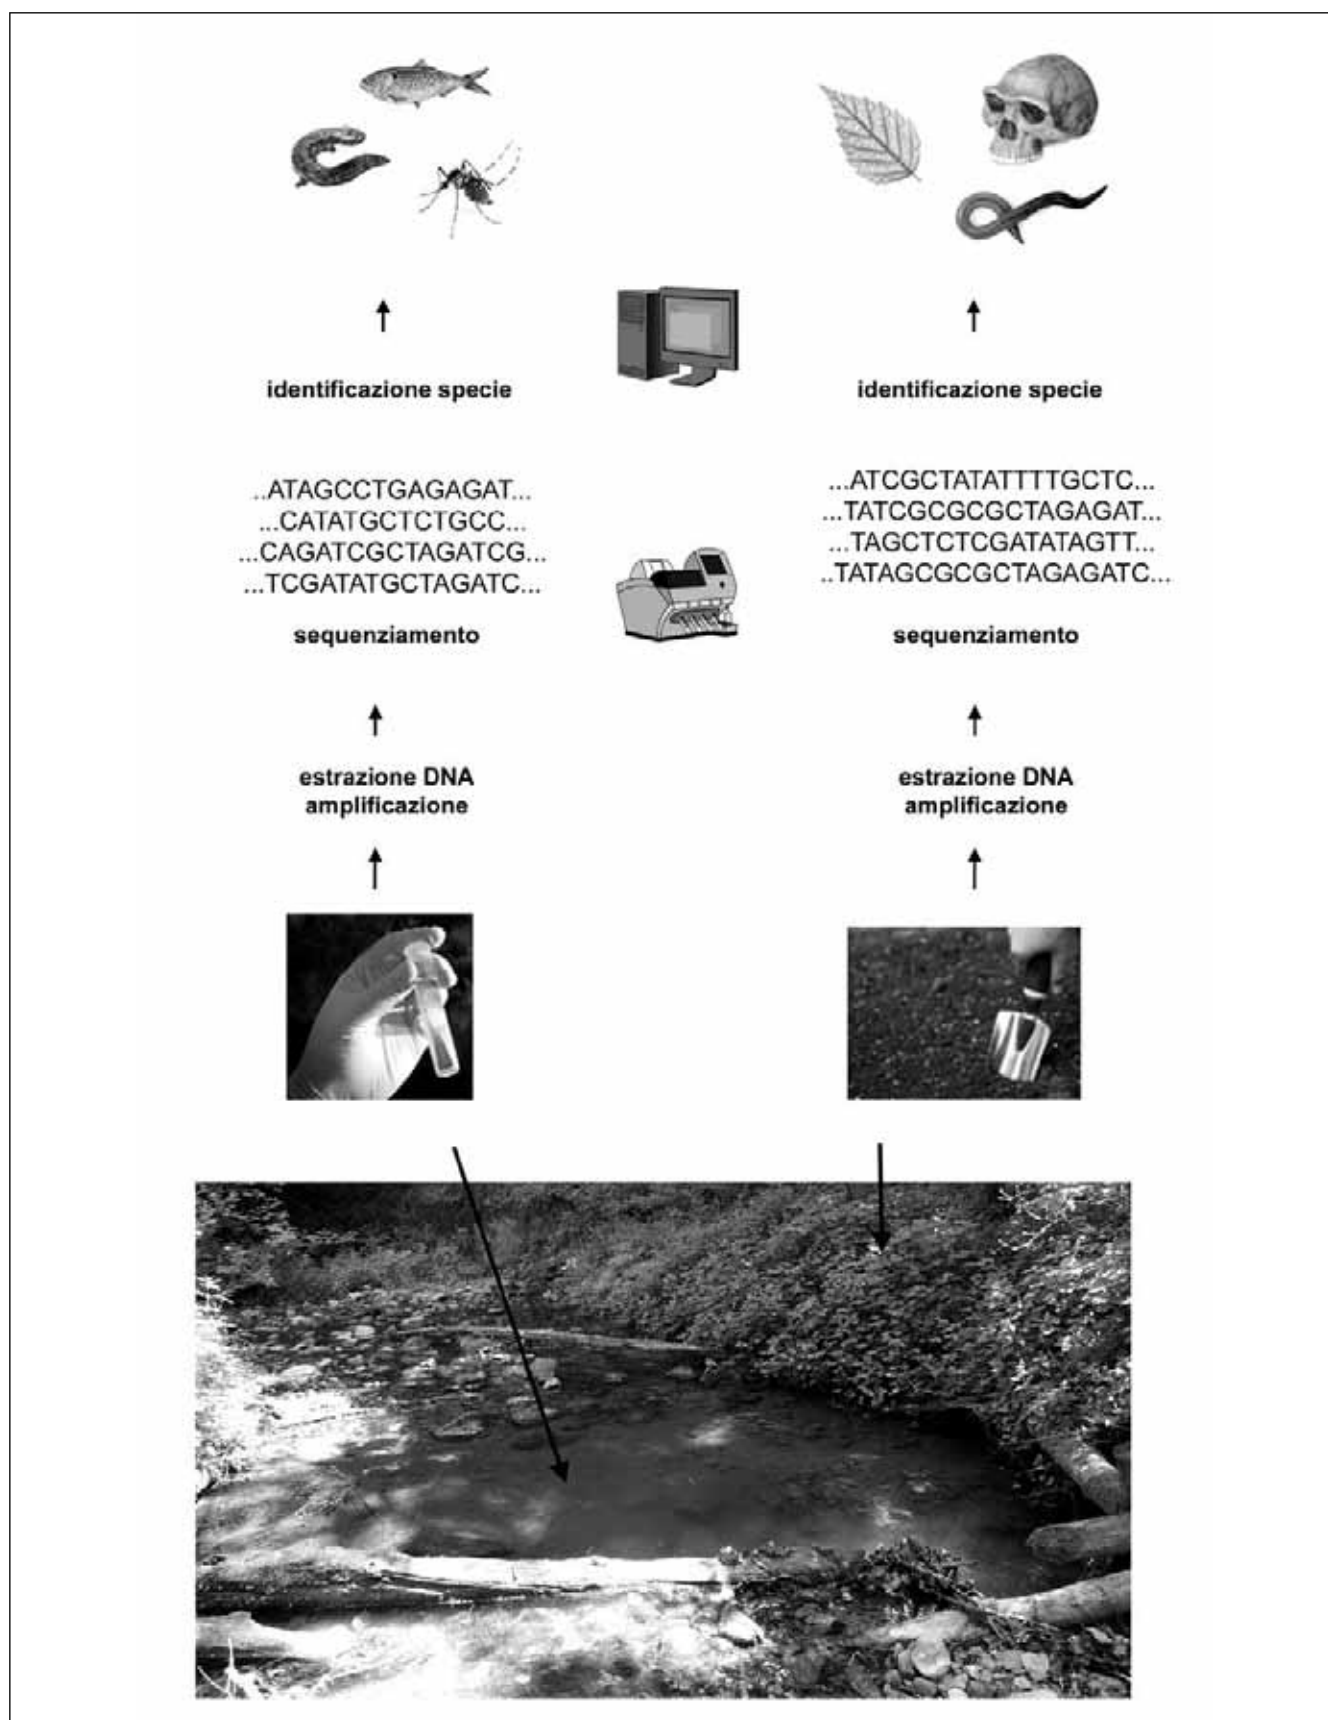 identificazione specie
..ATAGCCTGAGAGAT...
...CATATGCTCTGCC...
...CAGATCGCTAGATCG...
...TCGATATGCTAGATC...
sequenziamento
estrazione DNA
amplificazione
identificazione specie
...ATCGCTATATTTTGCTC...
...TATCGCGCGCTAGAGAT...
...TAGCTCTCGATATAGTT...
..TATAGCGCGCTAGAGATC...
sequenziamento
estrazione DNA
amplificazione